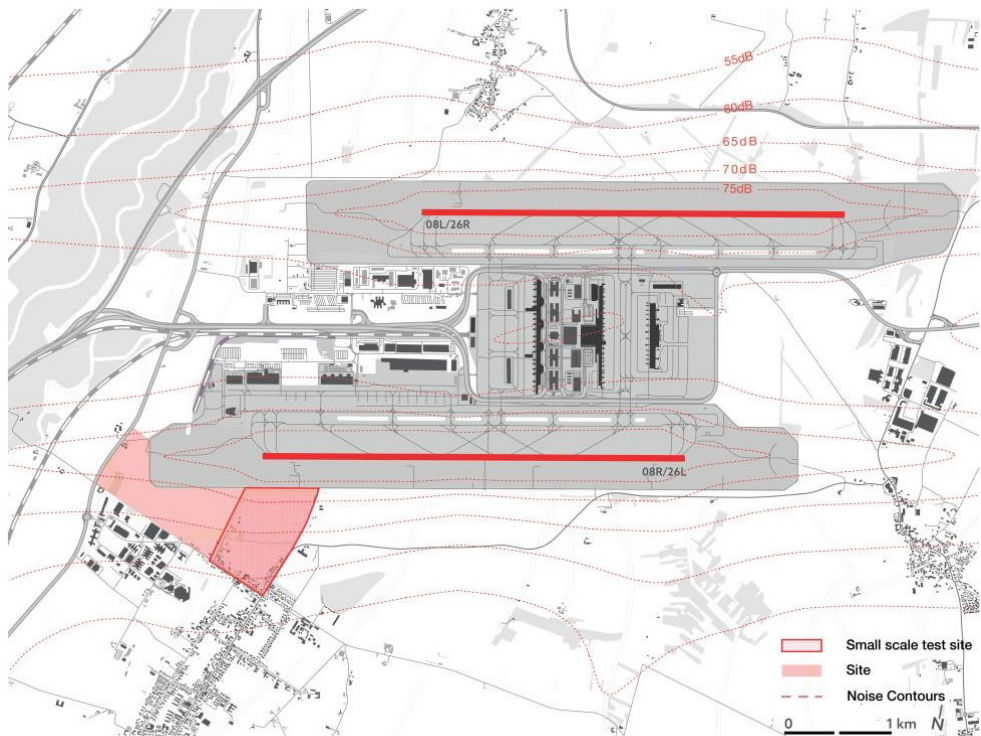 55dB
60dB
65dB
70dB
75dB
08L/26R
08R/26L
Small scale test site
Site
Noise Contours
0 1 km N